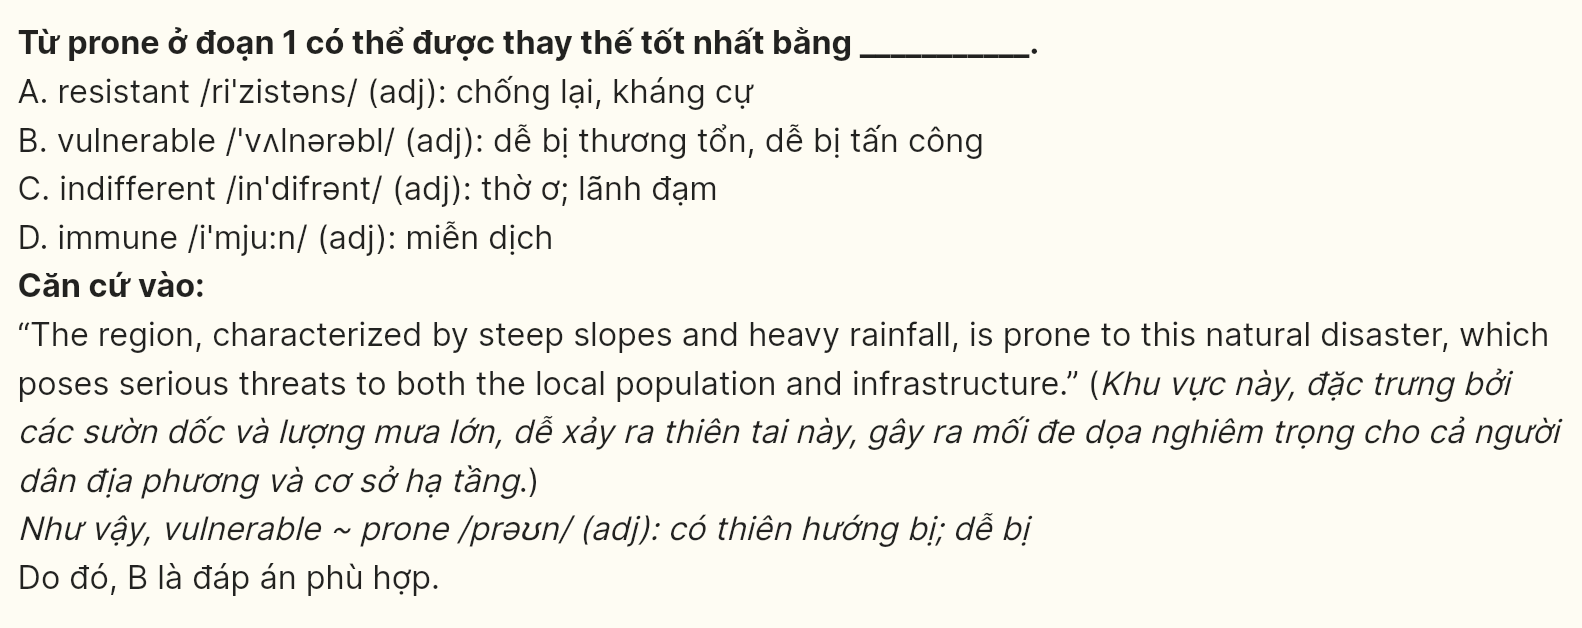 Từ prone ở đoạn 1 có thể được thay thế tốt nhất bằng ___________.
A. resistant /ri'zistəns/ (adj): chống lại, kháng cự
B. vulnerable /'vʌlnərəbl/ (adj): dễ bị thương tổn, dễ bị tấn công
C. indifferent /in'difrənt/ (adj): thờ ơ; lãnh đạm
D. immune /i'mju:n/ (adj): miễn dịch
Căn cứ vào:
“The region, characterized by steep slopes and heavy rainfall, is prone to this natural disaster, which
poses serious threats to both the local population and infrastructure.” (Khu vực này, đặc trưng bởi
các sườn dốc và lượng mưa lớn, dễ xảy ra thiên tai này, gây ra mối đe dọa nghiêm trọng cho cả người
dân địa phương và cơ sở hạ tầng.)
Như vậy, vulnerable ~ prone /prəʊn/ (adj): có thiên hướng bị; dễ bị
Do đó, B là đáp án phù hợp.